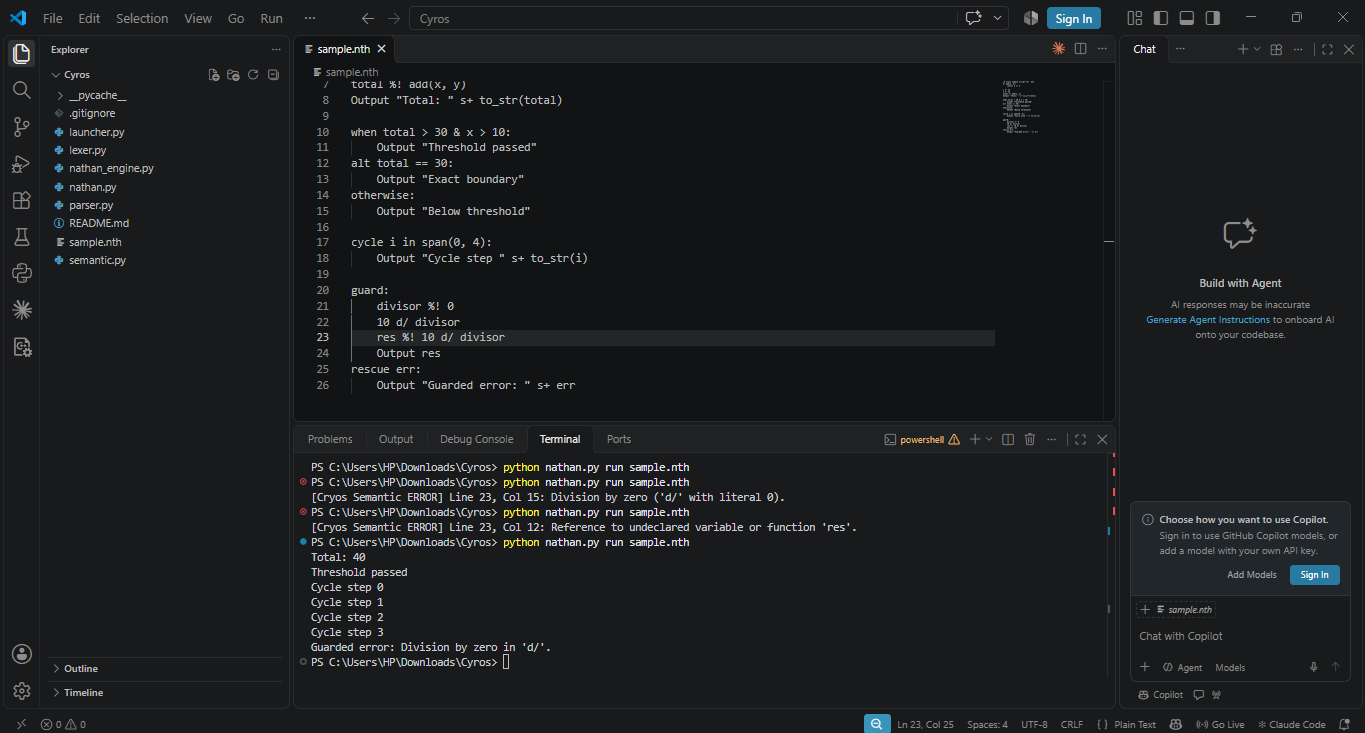 File Edit Selection View Go Run ··· Cyros Sign In
Explorer ···
Cyros
__pycache__
.gitignore
launcher.py
lexer.py
nathan_engine.py
nathan.py
parser.py
README.md
sample.nth
semantic.py
Outline
Timeline
sample.nth
sample.nth
7 total %! add(x, y)
8 Output "Total: " s+ to_str(total)
9
10 when total > 30 & x > 10:
11 Output "Threshold passed"
12 alt total == 30:
13 Output "Exact boundary"
14 otherwise:
15 Output "Below threshold"
16
17 cycle i in span(0, 4):
18 Output "Cycle step " s+ to_str(i)
19
20 guard:
21 divisor %! 0
22 10 d/ divisor
23 res %! 10 d/ divisor
24 Output res
25 rescue err:
26 Output "Guarded error: " s+ err
Problems Output Debug Console Terminal Ports powershell
PS C:\Users\HP\Downloads\Cyros> python nathan.py run sample.nth
PS C:\Users\HP\Downloads\Cyros> python nathan.py run sample.nth
[Cryos Semantic ERROR] Line 23, Col 15: Division by zero ('d/' with literal 0).
PS C:\Users\HP\Downloads\Cyros> python nathan.py run sample.nth
[Cryos Semantic ERROR] Line 23, Col 12: Reference to undeclared variable or function 'res'.
PS C:\Users\HP\Downloads\Cyros> python nathan.py run sample.nth
Total: 40
Threshold passed
Cycle step 0
Cycle step 1
Cycle step 2
Cycle step 3
Guarded error: Division by zero in 'd/'.
PS C:\Users\HP\Downloads\Cyros>
Chat ···
Build with Agent
AI responses may be inaccurate
Generate Agent Instructions to onboard AI
onto your codebase.
Choose how you want to use Copilot.
Sign in to use GitHub Copilot models, or
add a model with your own API key.
Add Models Sign In
sample.nth
Chat with Copilot
Agent Models
Copilot
0 0 Ln 23, Col 25 Spaces: 4 UTF-8 CRLF { } Plain Text Go Live Claude Code